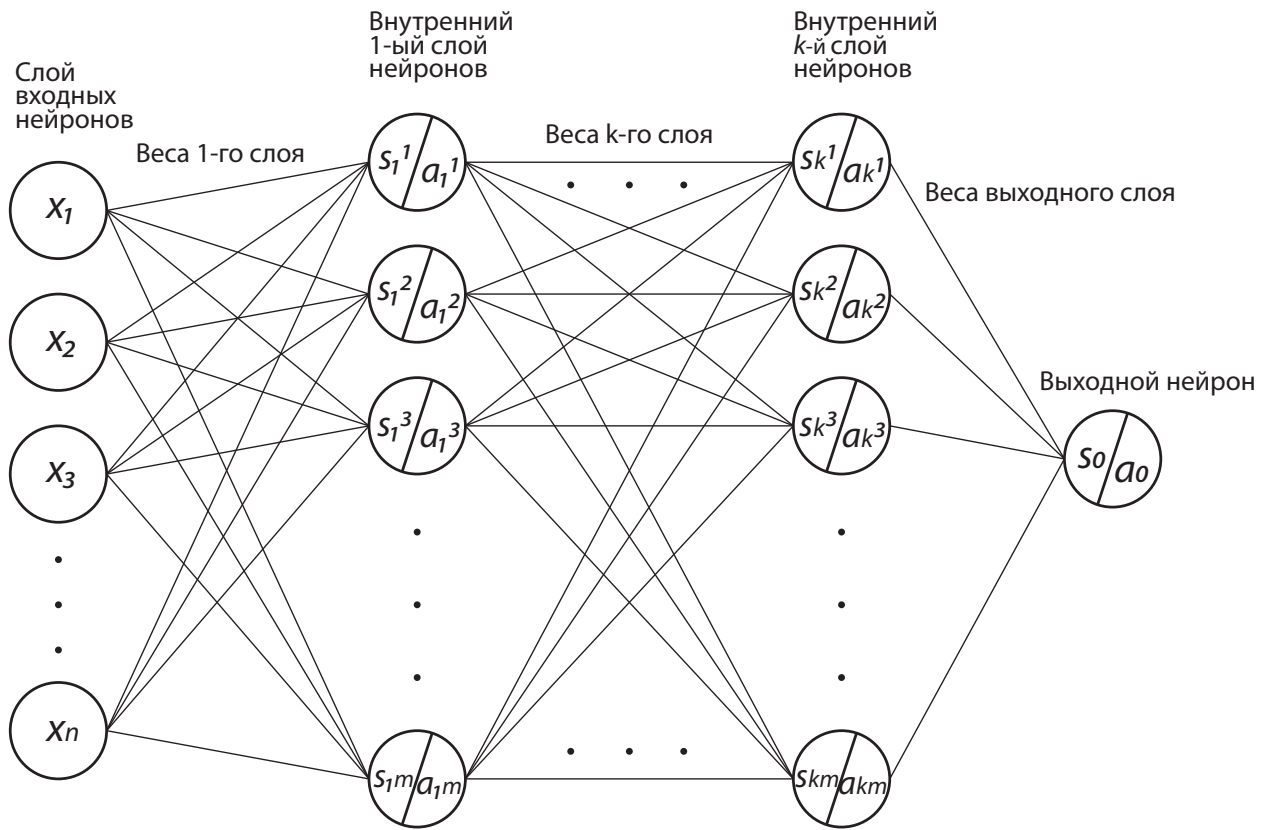 Слой
входных
нейронов
Веса 1-го слоя
Внутренний
1-ый слой
нейронов
Веса k-го слоя
Внутренний
k-й слой
нейронов
Веса выходного слоя
Выходной нейрон
x₁
x₂
x₃
xn
s₁¹/a₁¹
s₁²/a₁²
s₁³/a₁³
s₁m/a₁m
sk¹/ak¹
sk²/ak²
sk³/ak³
skm/akm
s₀/a₀